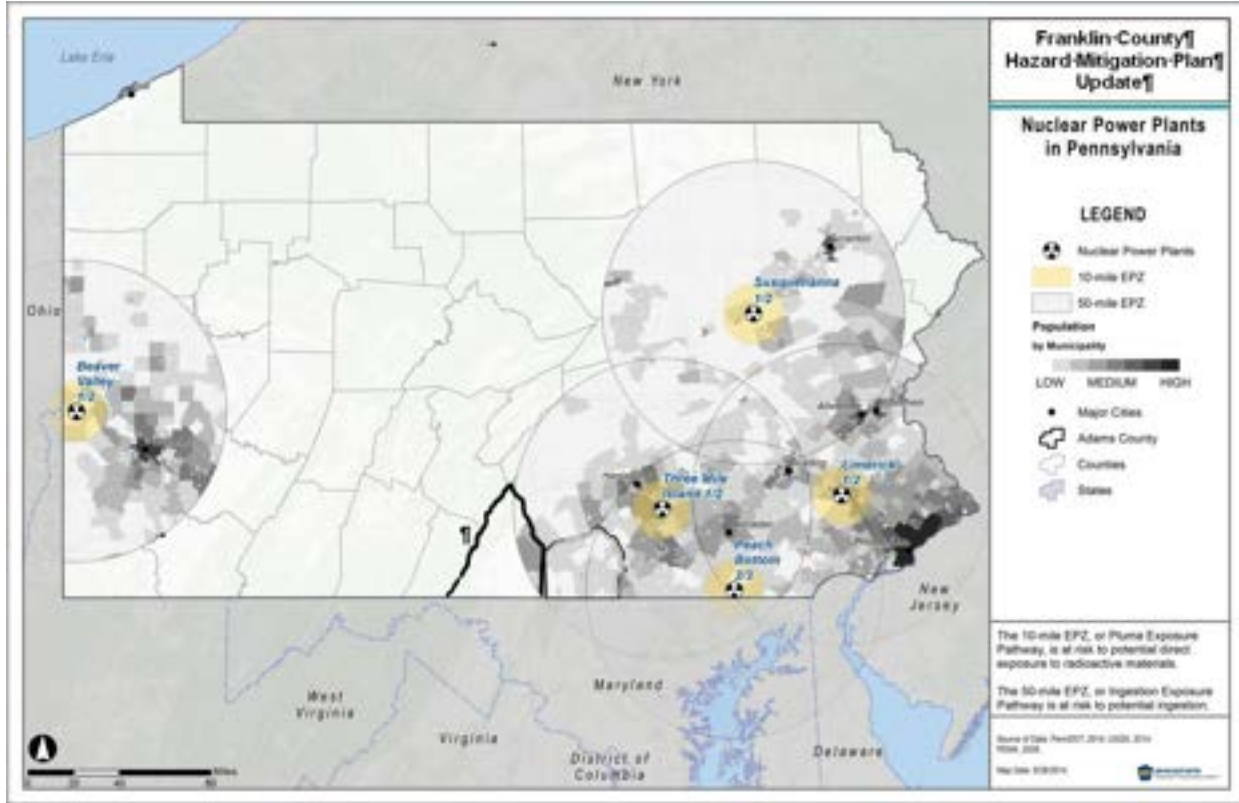 Lake Erie
New York
Ohio
Susquehanna
1/2
Beaver
Valley
1/2
Three Mile
Island 1/2
Limerick
1/2
Peach
Bottom
2/3
¶
New
Jersey
West
Virginia
Maryland
Virginia
District of
Columbia
Delaware
Miles
Franklin·County¶
Hazard·Mitigation·Plan¶
Update¶
Nuclear Power Plants
in Pennsylvania
LEGEND
Nuclear Power Plants
10-mile EPZ
50-mile EPZ
Population
by Municipality
LOW MEDIUM HIGH
Major Cities
Adams County
Counties
States
The 10-mile EPZ, or Plume Exposure
Pathway, is at risk to potential direct
exposure to radioactive materials.
The 50-mile EPZ, or Ingestion Exposure
Pathway is at risk to potential ingestion.